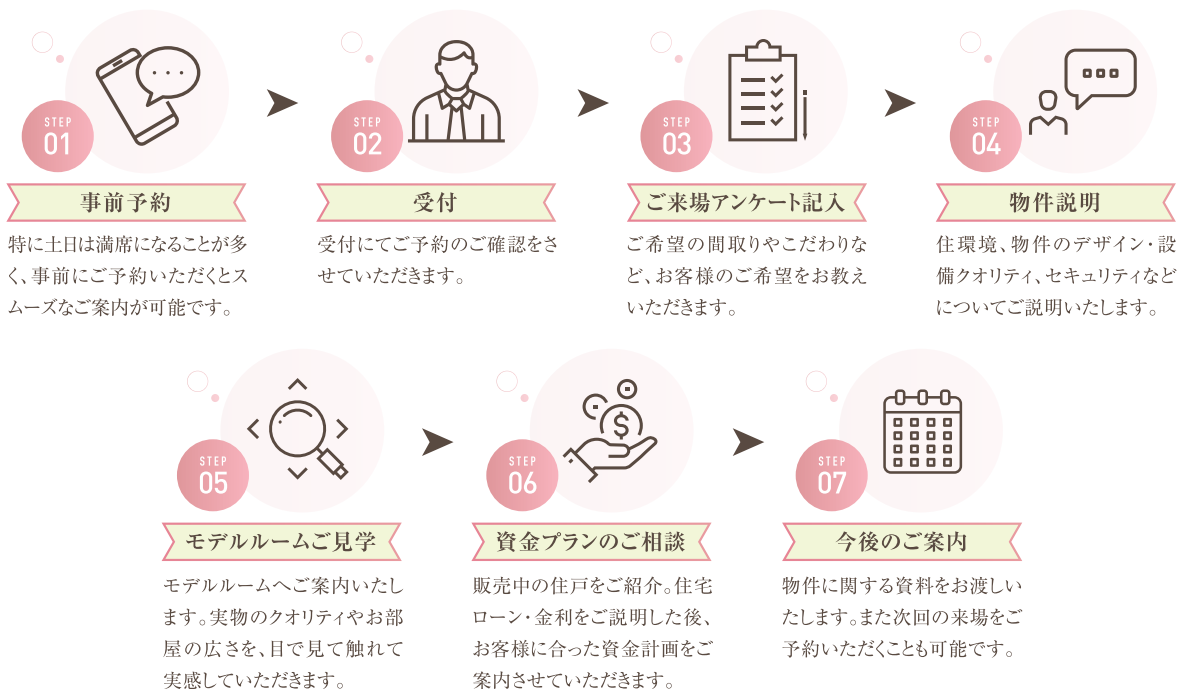 STEP
01
事前予約
特に土日は満席になることが多
く、事前にご予約いただくとス
ムーズなご案内が可能です。
STEP
02
受付
受付にてご予約のご確認をさ
せていただきます。
STEP
03
ご来場アンケート記入
ご希望の間取りやこだわりな
ど、お客様のご希望をお教え
いただきます。
STEP
04
物件説明
住環境、物件のデザイン・設
備クオリティ、セキュリティなど
についてご説明いたします。
STEP
05
モデルルームご見学
モデルルームへご案内いたし
ます。実物のクオリティやお部
屋の広さを、目で見て触れて
実感していただきます。
STEP
06
資金プランのご相談
販売中の住戸をご紹介。住宅
ローン・金利をご説明した後、
お客様に合った資金計画をご
案内させていただきます。
STEP
07
今後のご案内
物件に関する資料をお渡しい
たします。また次回の来場をご
予約いただくことも可能です。